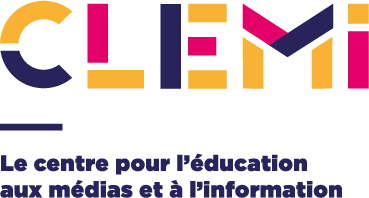 CLEMi
Le centre pour l’éducation
aux médias et à l’information